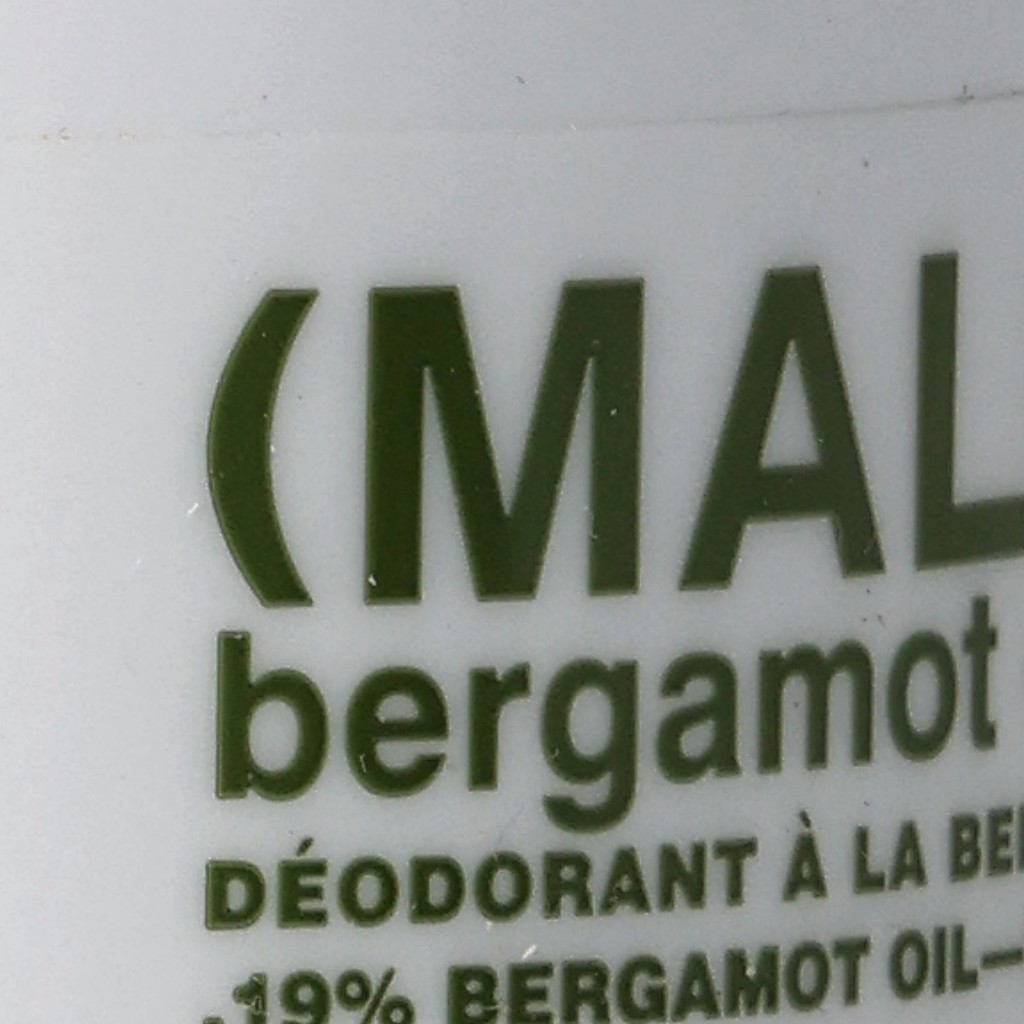 (MAL
bergamot
DÉODORANT À LA BE
.19% BERGAMOT OIL—